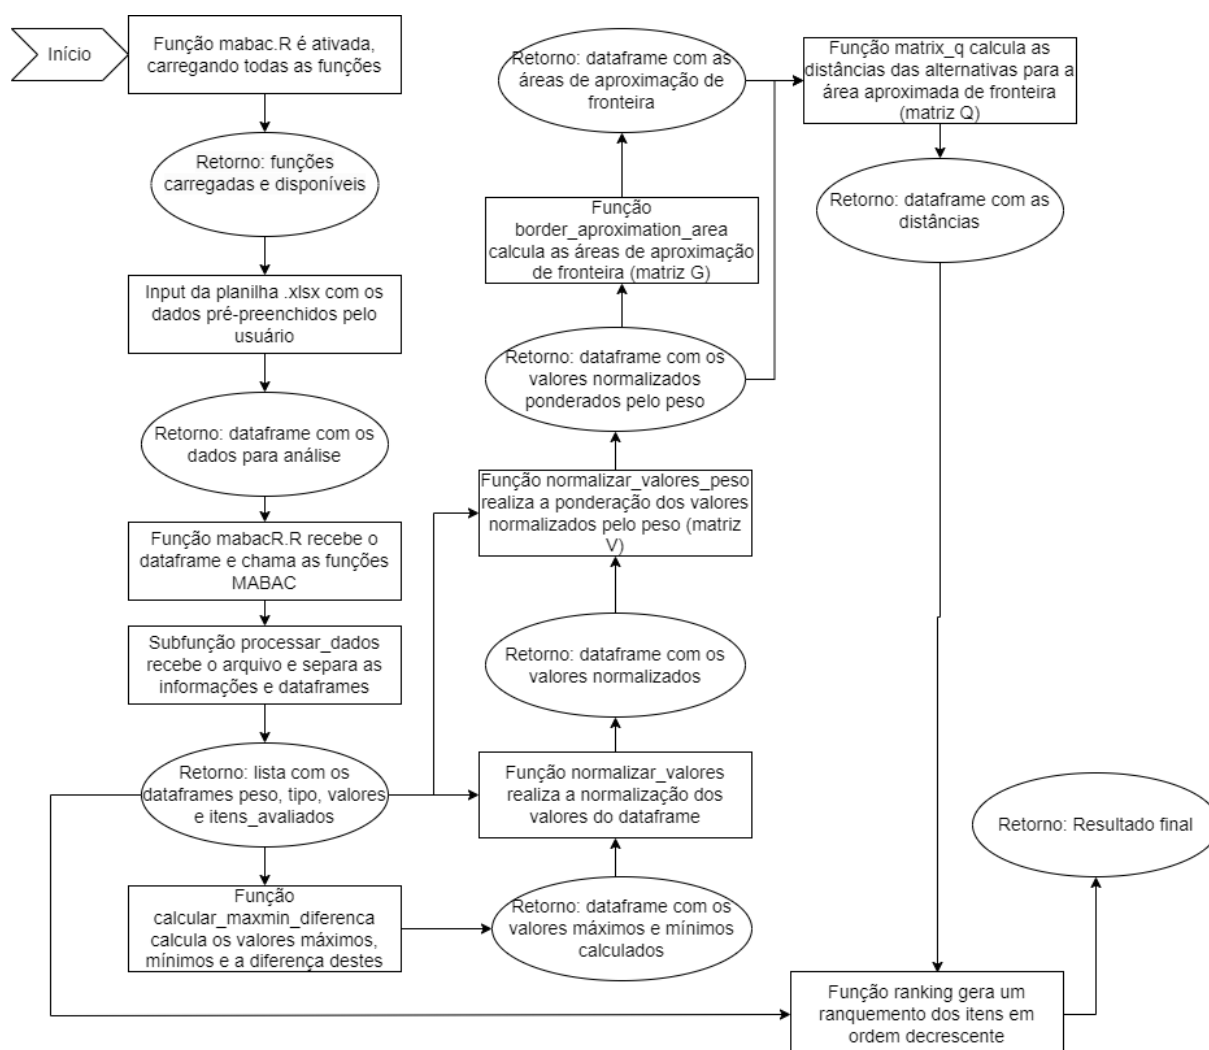 Início
Função mabac.R é ativada,
carregando todas as funções
Retorno: funções
carregadas e disponíveis
Input da planilha .xlsx com os
dados pré-preenchidos pelo
usuário
Retorno: dataframe com os
dados para análise
Função mabacR.R recebe o
dataframe e chama as funções
MABAC
Subfunção processar_dados
recebe o arquivo e separa as
informações e dataframes
Retorno: lista com os
dataframes peso, tipo, valores
e itens_avaliados
Função
calcular_maxmin_diferenca
calcula os valores máximos,
mínimos e a diferença destes
Retorno: dataframe com os
valores máximos e mínimos
calculados
Função normalizar_valores
realiza a normalização dos
valores do dataframe
Retorno: dataframe com os
valores normalizados
Função normalizar_valores_peso
realiza a ponderação dos valores
normalizados pelo peso (matriz
V)
Retorno: dataframe com os
valores normalizados
ponderados pelo peso
Função
border_aproximation_area
calcula as áreas de aproximação
de fronteira (matriz G)
Retorno: dataframe com as
áreas de aproximação de
fronteira
Função matrix_q calcula as
distâncias das alternativas para a
área aproximada de fronteira
(matriz Q)
Retorno: dataframe com as
distâncias
Função ranking gera um
ranquemento dos itens em
ordem decrescente
Retorno: Resultado final